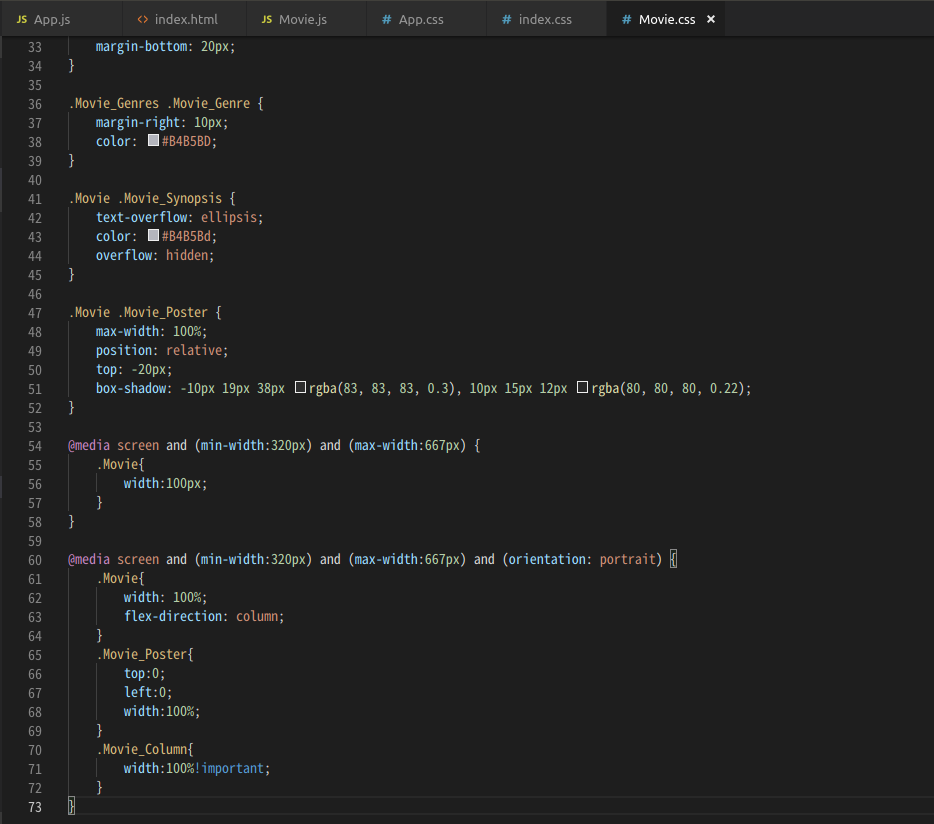 JS App.js <> index.html JS Movie.js # App.css # index.css # Movie.css ×
33 margin-bottom: 20px;
34 }
35
36 .Movie_Genres .Movie_Genre {
37 margin-right: 10px;
38 color: #B4B5BD;
39 }
40
41 .Movie .Movie_Synopsis {
42 text-overflow: ellipsis;
43 color: #B4B5Bd;
44 overflow: hidden;
45 }
46
47 .Movie .Movie_Poster {
48 max-width: 100%;
49 position: relative;
50 top: -20px;
51 box-shadow: -10px 19px 38px rgba(83, 83, 83, 0.3), 10px 15px 12px rgba(80, 80, 80, 0.22);
52 }
53
54 @media screen and (min-width:320px) and (max-width:667px) {
55 .Movie{
56 width:100px;
57 }
58 }
59
60 @media screen and (min-width:320px) and (max-width:667px) and (orientation: portrait) {
61 .Movie{
62 width: 100%;
63 flex-direction: column;
64 }
65 .Movie_Poster{
66 top:0;
67 left:0;
68 width:100%;
69 }
70 .Movie_Column{
71 width:100%!important;
72 }
73 }